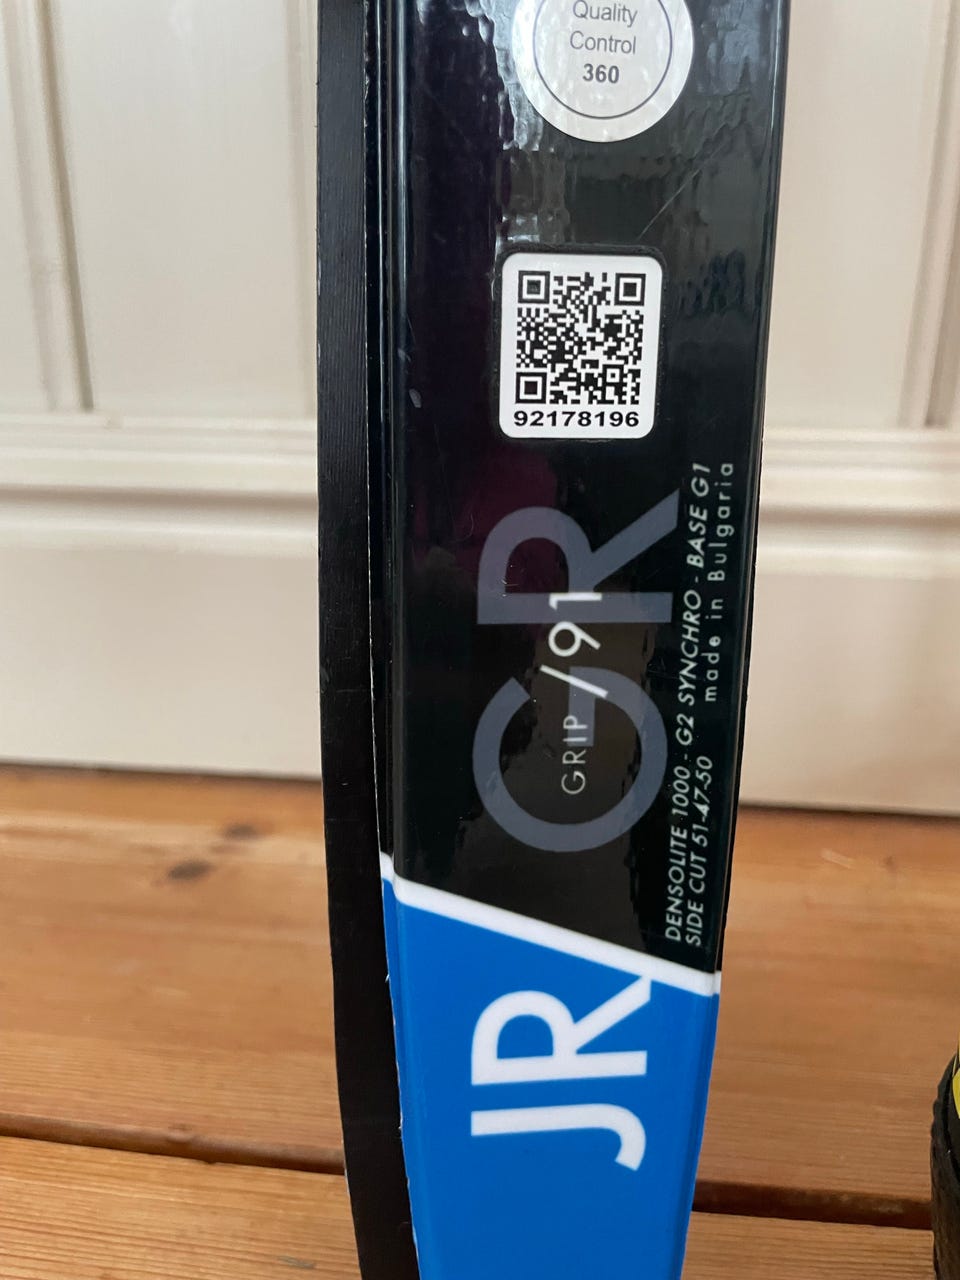 Quality
Control
360
92178196
GR
GRIP /91
DENSOLITE 1000 - G2 SYNCHRO - BASE G1
SIDE CUT 51-47-50
made in Bulgaria
JR